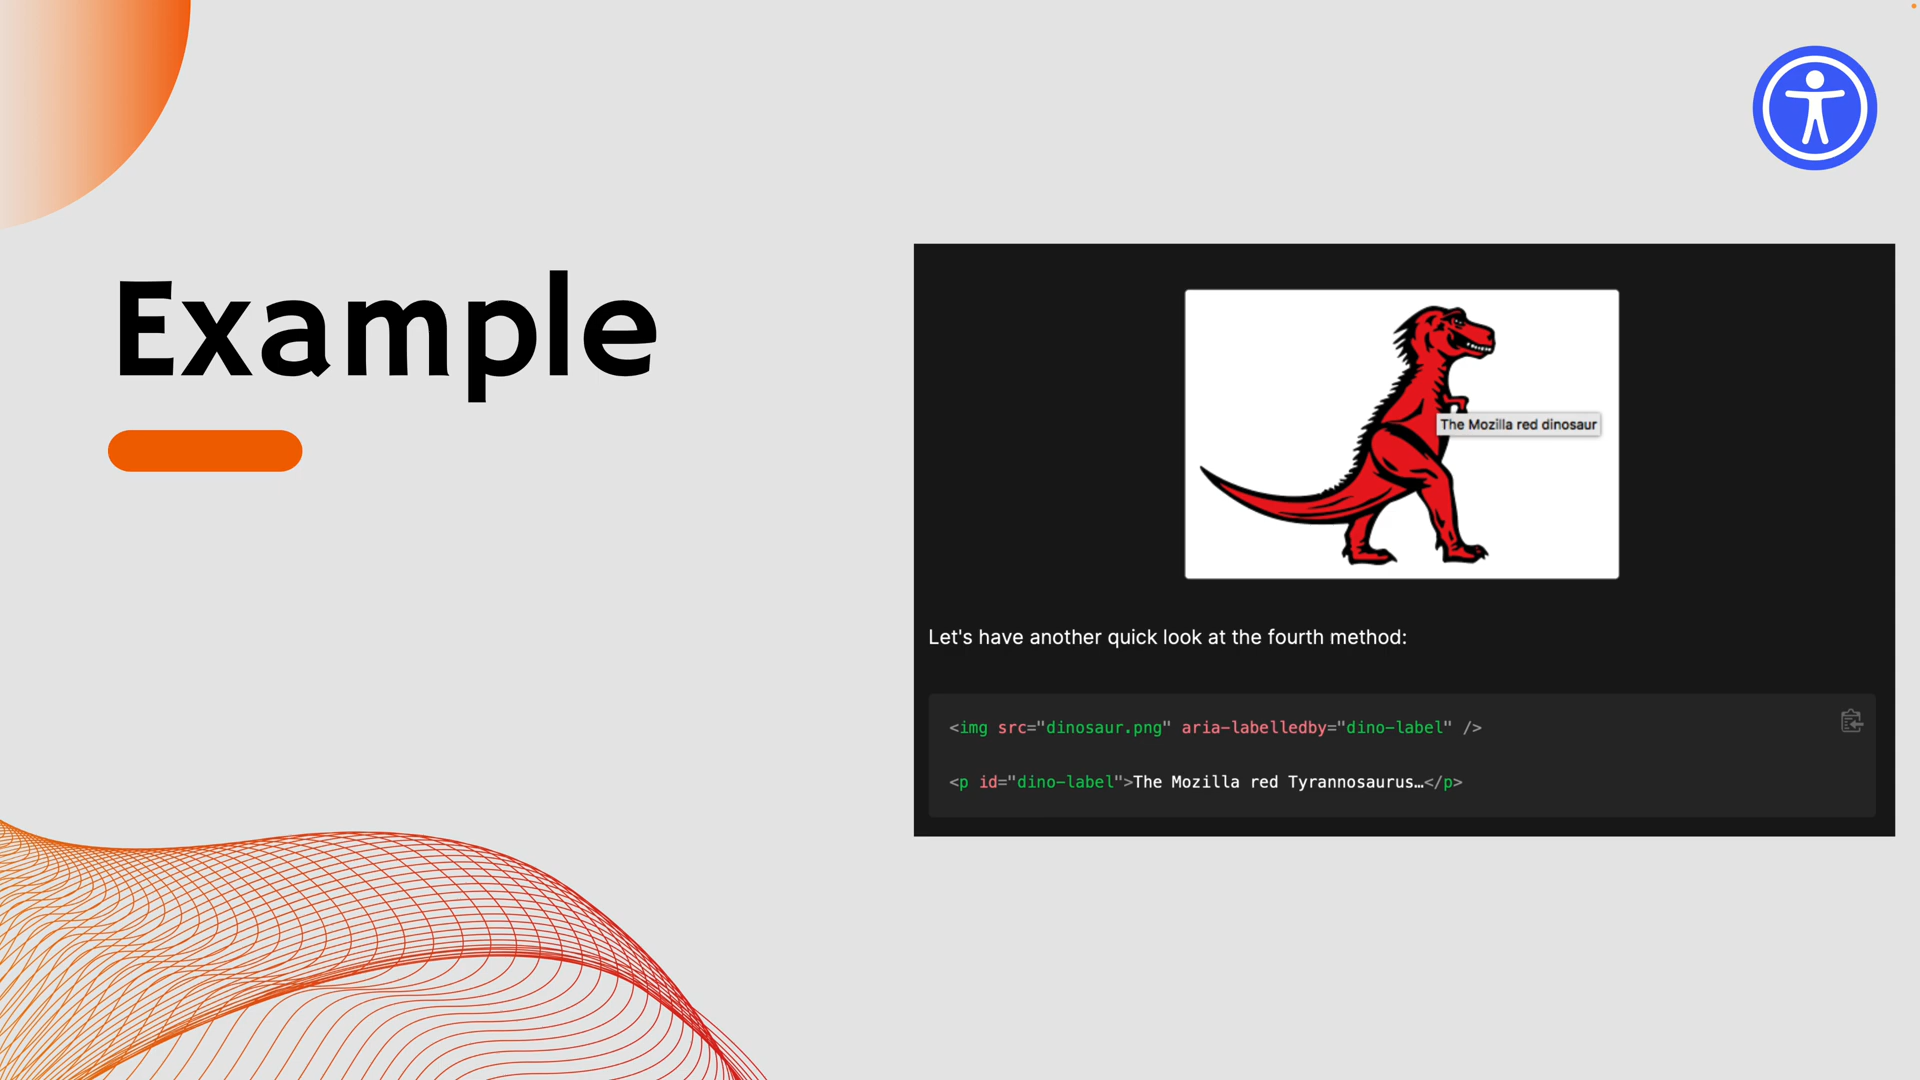 Example
The Mozilla red dinosaur
Let's have another quick look at the fourth method:
<img src="dinosaur.png" aria-labelledby="dino-label" />
<p id="dino-label">The Mozilla red Tyrannosaurus…</p>